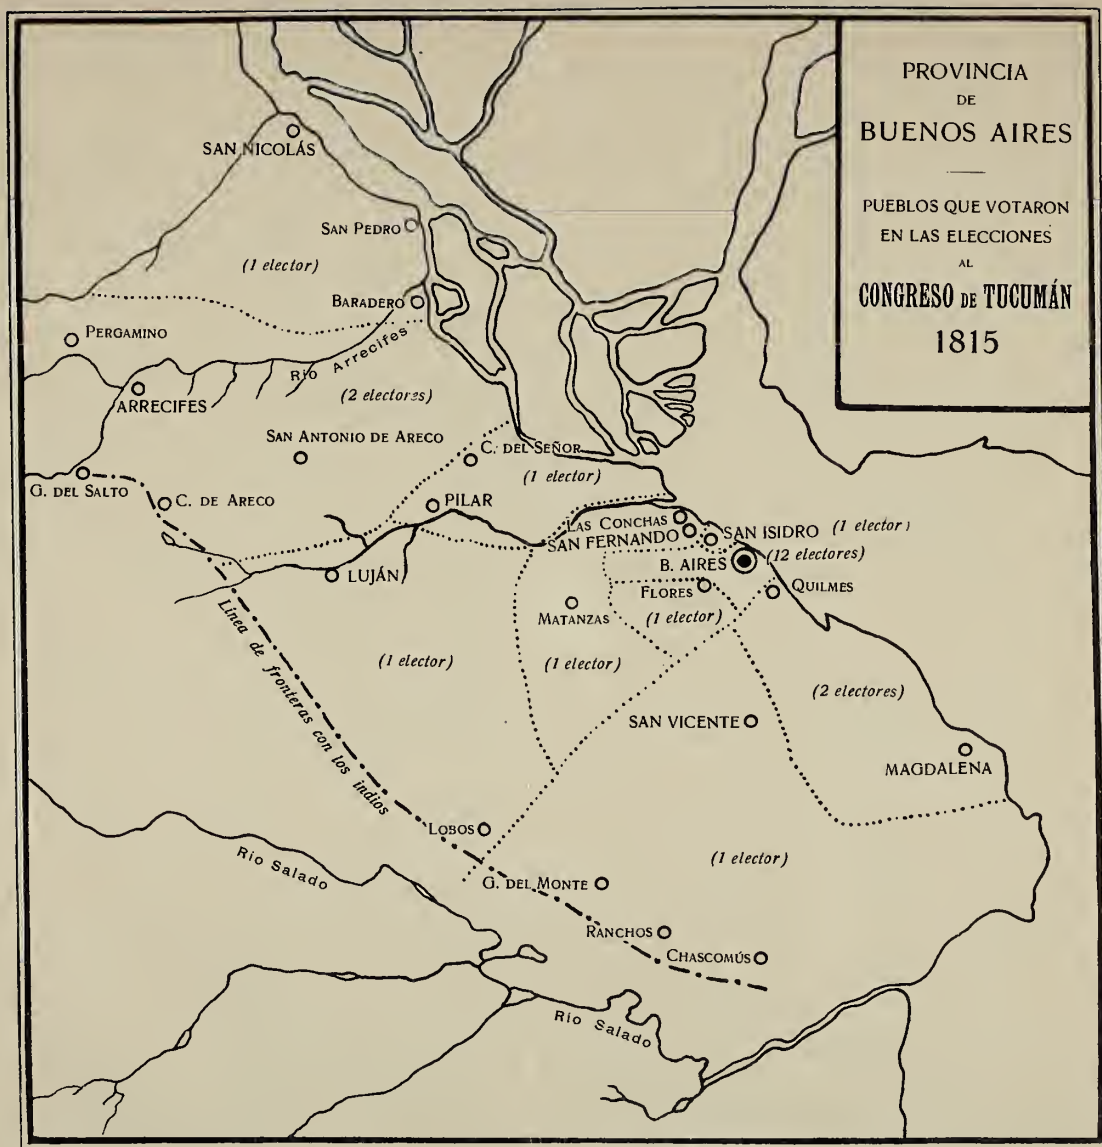 PROVINCIA
DE
BUENOS AIRES
PUEBLOS QUE VOTARON
EN LAS ELECCIONES
AL
CONGRESO DE TUCUMÁN
1815
SAN NICOLÁS
SAN PEDRO
(1 elector)
BARADERO
PERGAMINO
Río Arrecifes
ARRECIFES
(2 electores)
SAN ANTONIO DE ARECO
C. DEL SEÑOR
(1 elector)
G. DEL SALTO
C. DE ARECO
PILAR
LAS CONCHAS
SAN FERNANDO
SAN ISIDRO
(1 elector)
(12 electores)
B. AIRES
LUJÁN
FLORES
QUILMES
MATANZAS
(1 elector)
Línea de fronteras con los indios
(1 elector)
(1 elector)
(2 electores)
SAN VICENTE
MAGDALENA
LOBOS
(1 elector)
Río Salado
G. DEL MONTE
RANCHOS
CHASCOMÚS
Río Salado